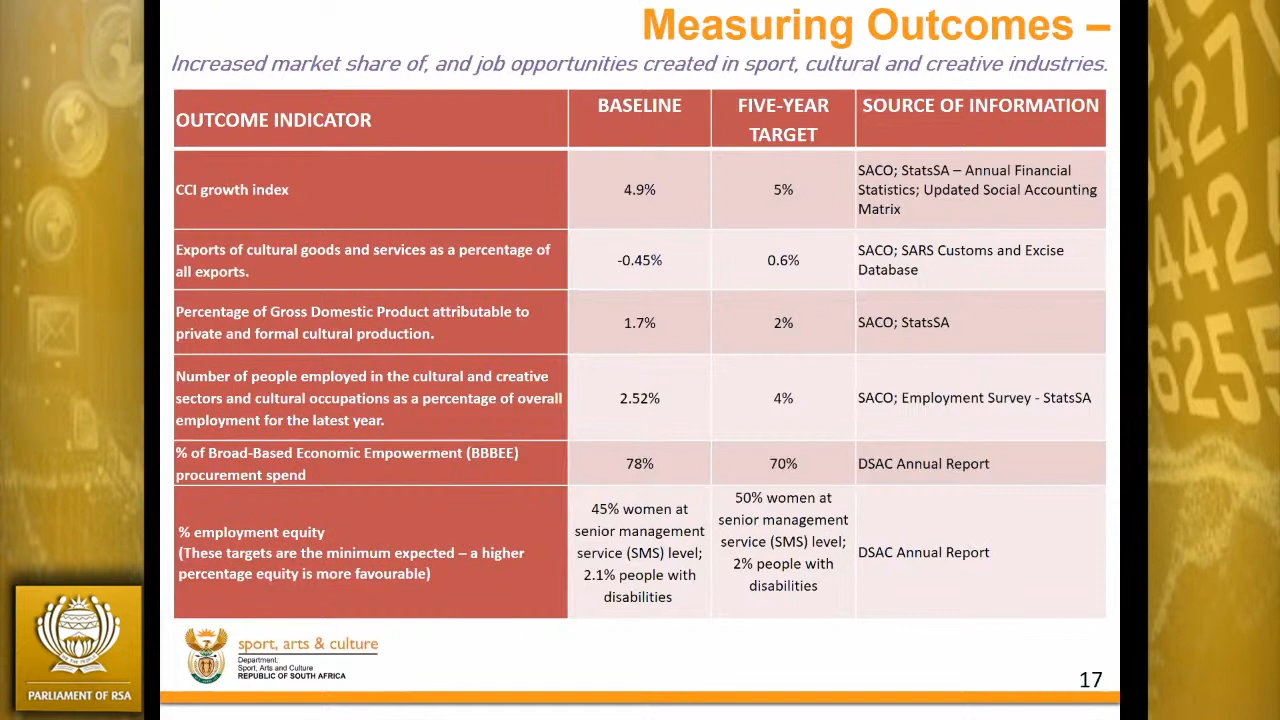 Measuring Outcomes –
Increased market share of, and job opportunities created in sport, cultural and creative industries.
OUTCOME INDICATOR
BASELINE
FIVE-YEAR
TARGET
SOURCE OF INFORMATION
CCI growth index
4.9%
5%
SACO; StatsSA – Annual Financial
Statistics; Updated Social Accounting
Matrix
Exports of cultural goods and services as a percentage of
all exports.
-0.45%
0.6%
SACO; SARS Customs and Excise
Database
Percentage of Gross Domestic Product attributable to
private and formal cultural production.
1.7%
2%
SACO; StatsSA
Number of people employed in the cultural and creative
sectors and cultural occupations as a percentage of overall
employment for the latest year.
2.52%
4%
SACO; Employment Survey - StatsSA
% of Broad-Based Economic Empowerment (BBBEE)
procurement spend
78%
70%
DSAC Annual Report
% employment equity
(These targets are the minimum expected – a higher
percentage equity is more favourable)
45% women at
senior management
service (SMS) level;
2.1% people with
disabilities
50% women at
senior management
service (SMS) level;
2% people with
disabilities
DSAC Annual Report
sport, arts & culture
Department:
Sport, Arts and Culture
REPUBLIC OF SOUTH AFRICA
17
PARLIAMENT OF RSA